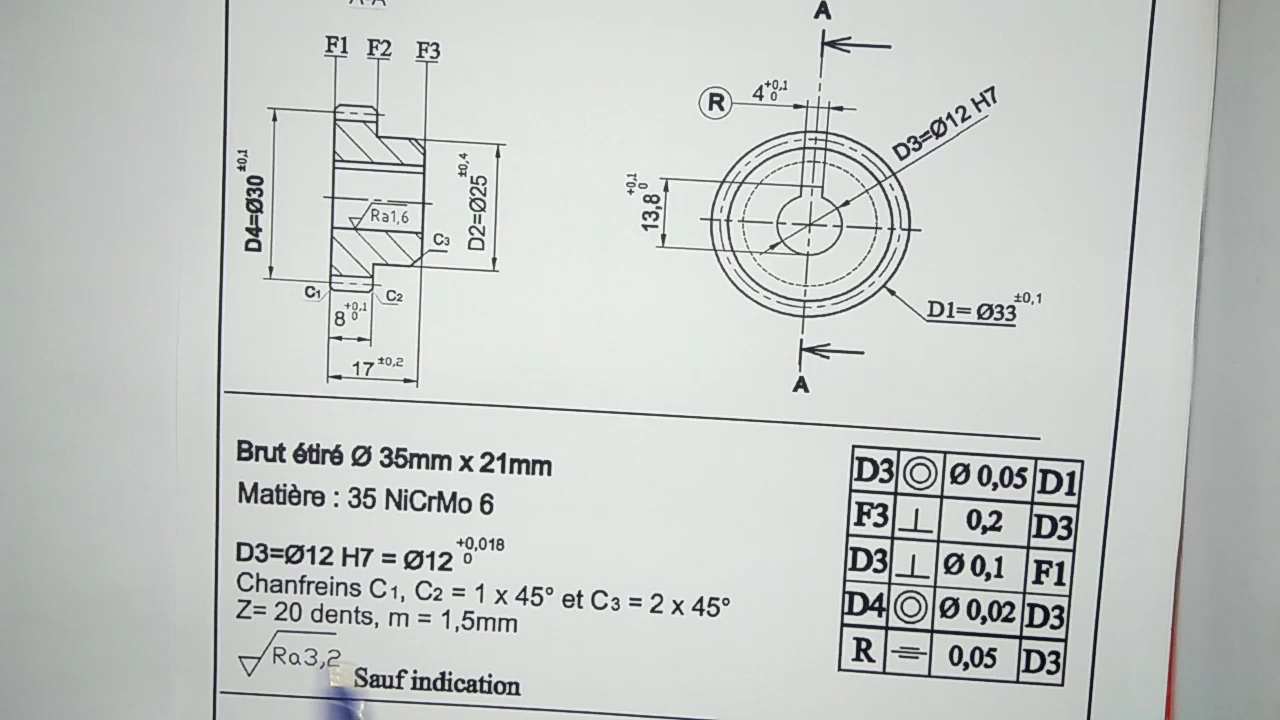 A-A
A
F1 F2 F3
R
4 +0,1 0
D3=Ø12 H7
D4=Ø30 ±0,1
Ra1,6
D2=Ø25 ±0,4
13,8 +0,1 0
C3
C1
C2
8 +0,1 0
D1= Ø33 ±0,1
17 ±0,2
A
Brut étiré Ø 35mm x 21mm
Matière : 35 NiCrMo 6
D3=Ø12 H7 = Ø12 +0,018 0
Chanfreins C1, C2 = 1 x 45° et C3 = 2 x 45°
Z= 20 dents, m = 1,5mm
Ra3,2
Sauf indication
D3 ◎ Ø 0,05 D1
F3 ⊥ 0,2 D3
D3 ⊥ Ø 0,1 F1
D4 ◎ Ø 0,02 D3
R ⌯ 0,05 D3